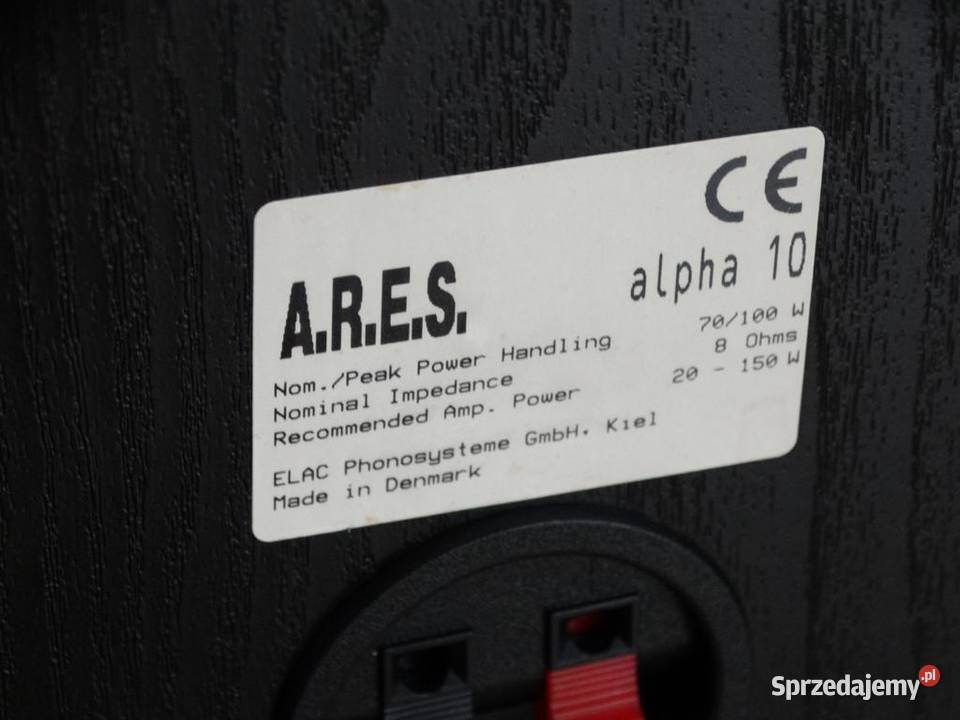 CE
A.R.E.S. alpha 10
Nom./Peak Power Handling 70/100 W
Nominal Impedance 8 Ohms
Recommended Amp. Power 20 - 150 W
ELAC Phonosysteme GmbH. Kiel
Made in Denmark
Sprzedajemy.pl